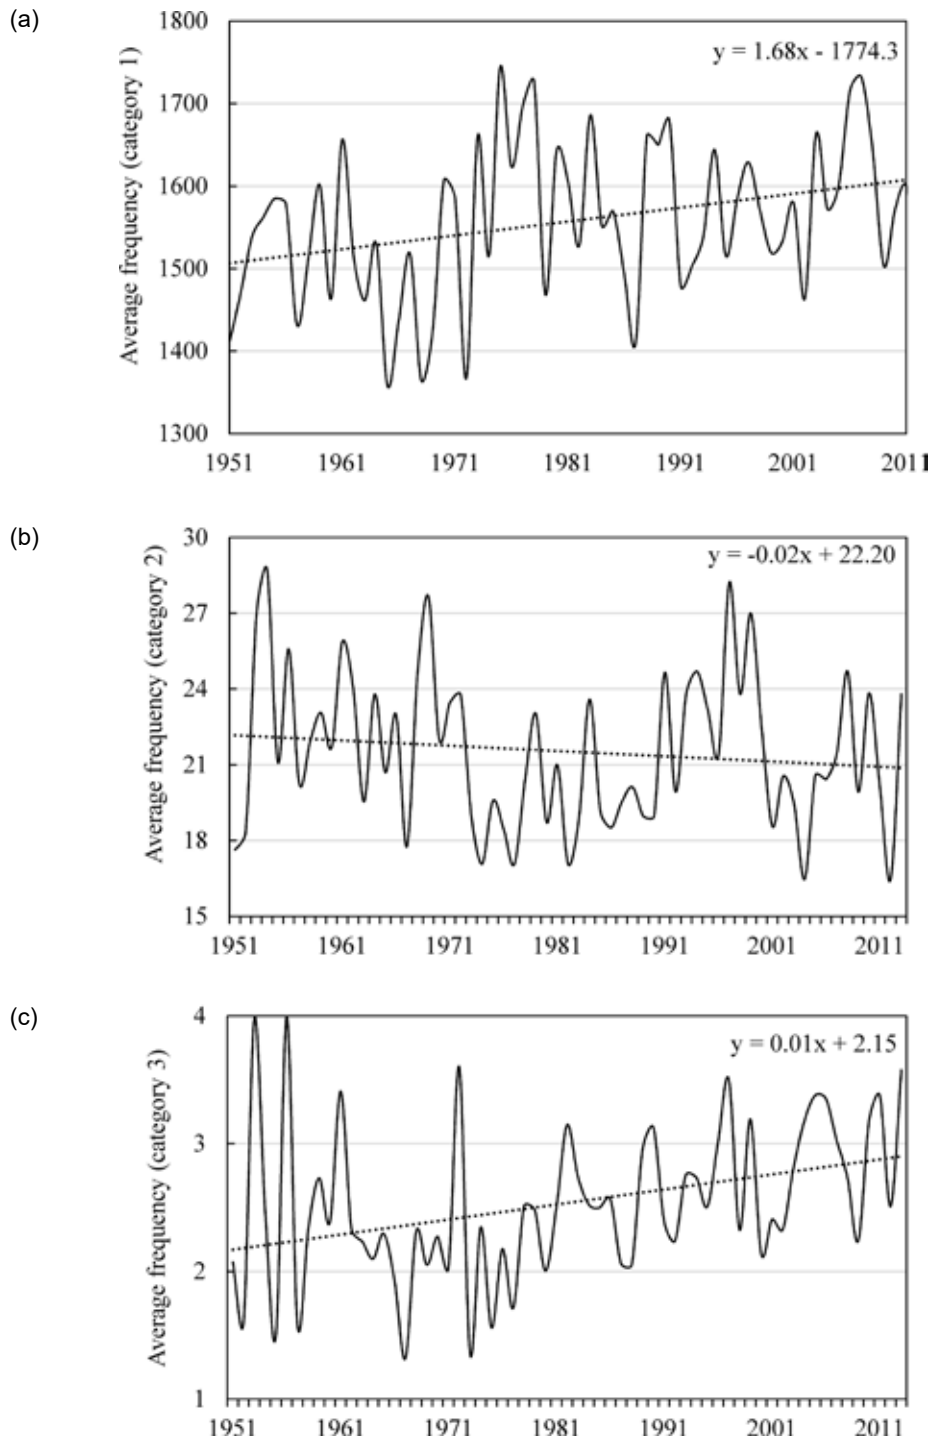 (a)
Average frequency (category 1)
1800
1700
1600
1500
1400
1300
y = 1.68x - 1774.3
1951 1961 1971 1981 1991 2001 2011
(b)
Average frequency (category 2)
30
27
24
21
18
15
y = -0.02x + 22.20
1951 1961 1971 1981 1991 2001 2011
(c)
Average frequency (category 3)
4
3
2
1
y = 0.01x + 2.15
1951 1961 1971 1981 1991 2001 2011